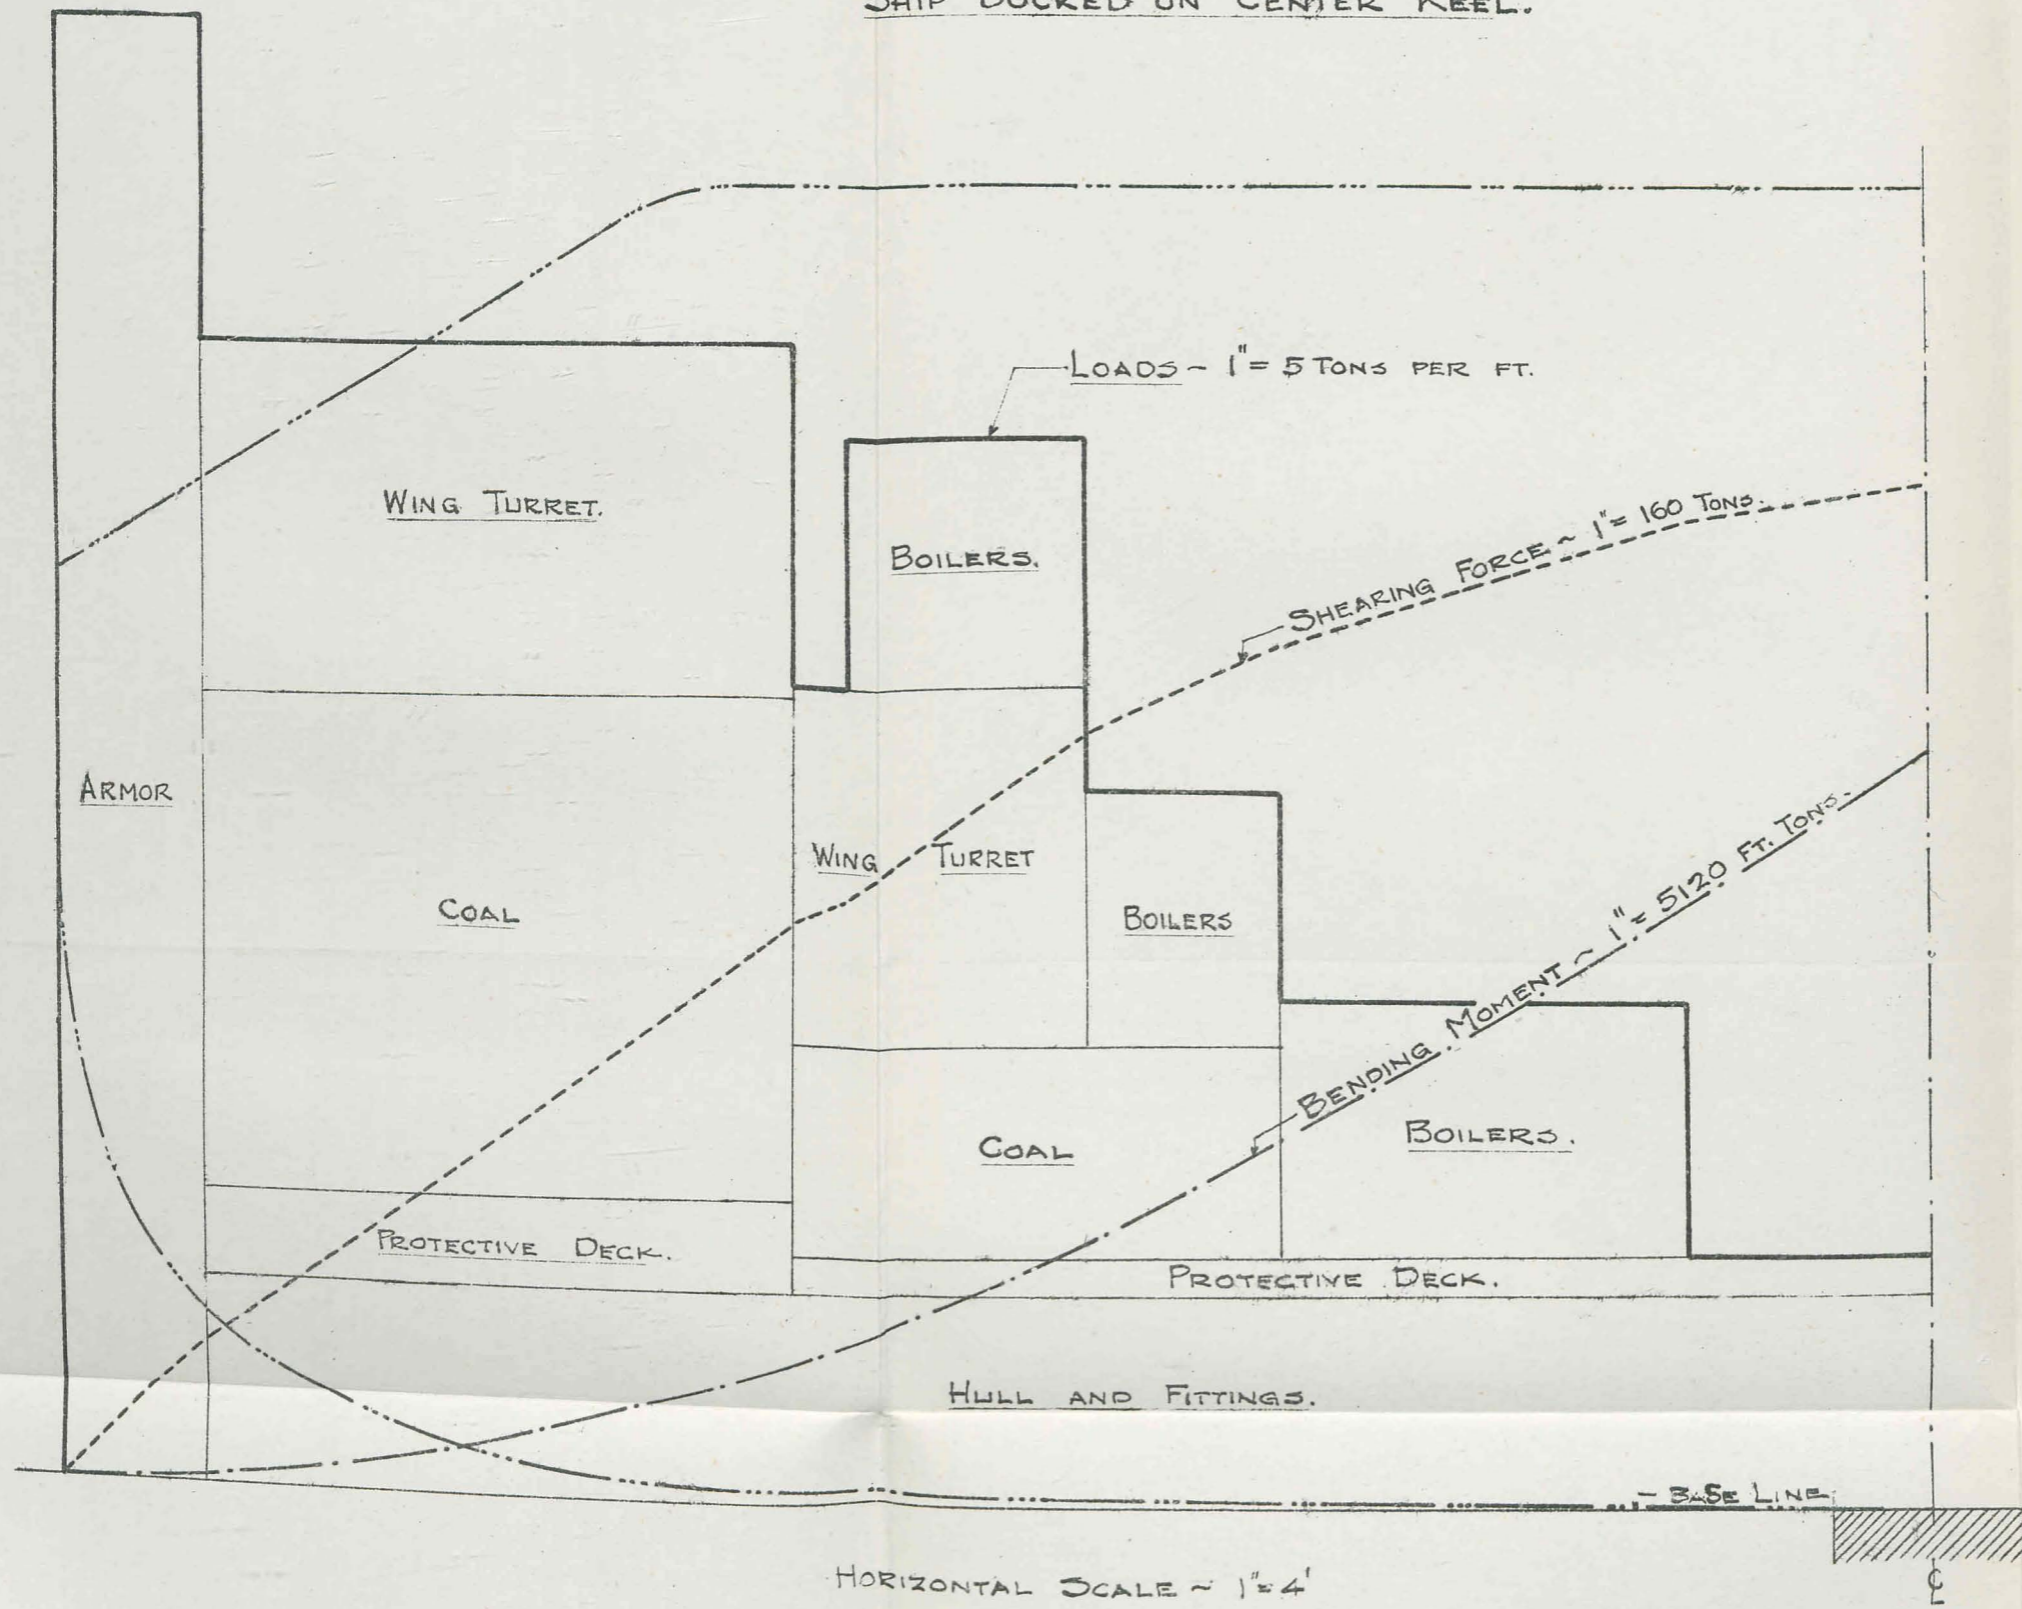 SHIP DOCKED ON CENTER KEEL.
LOADS ~ 1"= 5 TONS PER FT.
WING TURRET.
BOILERS.
SHEARING FORCE ~ 1"= 160 TONS.
ARMOR
WING TURRET
COAL
BOILERS
BENDING MOMENT ~ 1"= 5120 FT. TONS.
COAL
BOILERS.
PROTECTIVE DECK.
PROTECTIVE DECK.
HULL AND FITTINGS.
BASE LINE
HORIZONTAL SCALE ~ 1"= 4'
℄